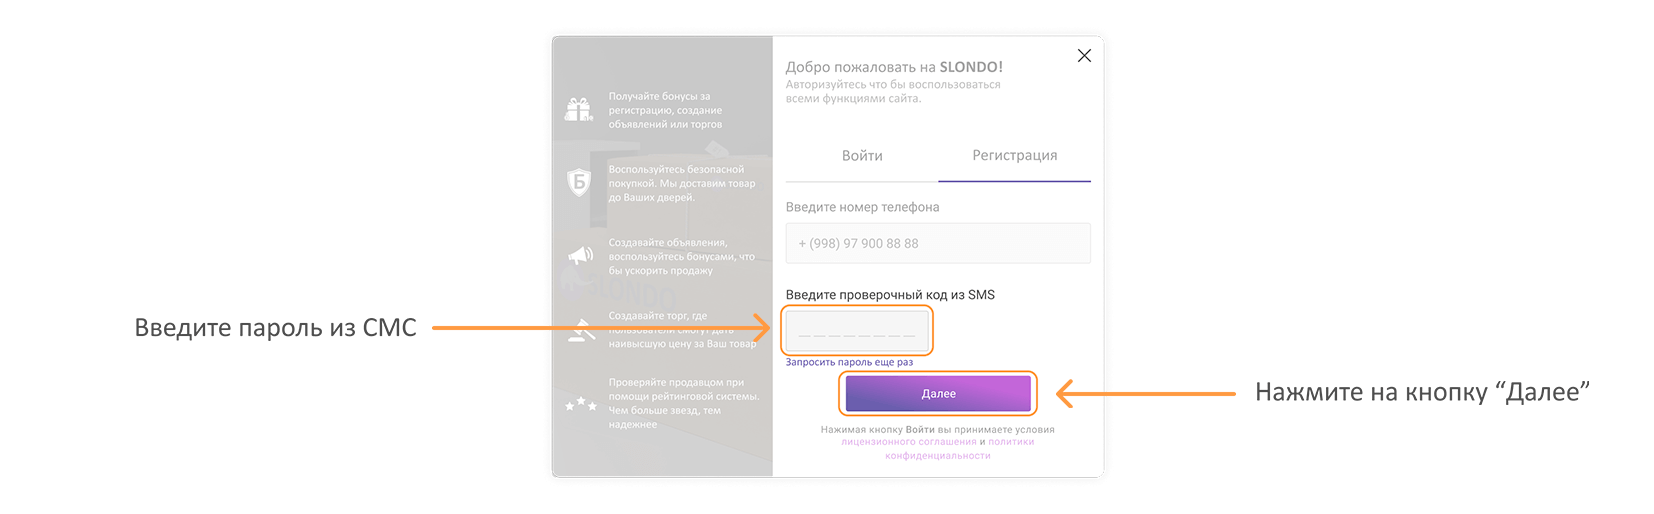 Получайте бонусы за
регистрацию, создание
объявлений или торгов
Б
Воспользуйтесь безопасной
покупкой. Мы доставим товар
до Ваших дверей.
Создавайте объявления,
воспользуйтесь бонусами, что
бы ускорить продажу
SLONDO
Создавайте торг, где
пользователи смогут дать
наивысшую цену за Ваш товар
Проверяйте продавцом при
помощи рейтинговой системы.
Чем больше звезд, тем
надежнее
Добро пожаловать на SLONDO!
Авторизуйтесь что бы воспользоваться
всеми функциями сайта.
Войти
Регистрация
Введите номер телефона
+ (998) 97 900 88 88
Введите проверочный код из SMS
_ _ _ _ _ _ _ _
Запросить пароль еще раз
Далее
Нажимая кнопку Войти вы принимаете условия
лицензионного соглашения и политики
конфиденциальности
Введите пароль из СМС
Нажмите на кнопку “Далее”